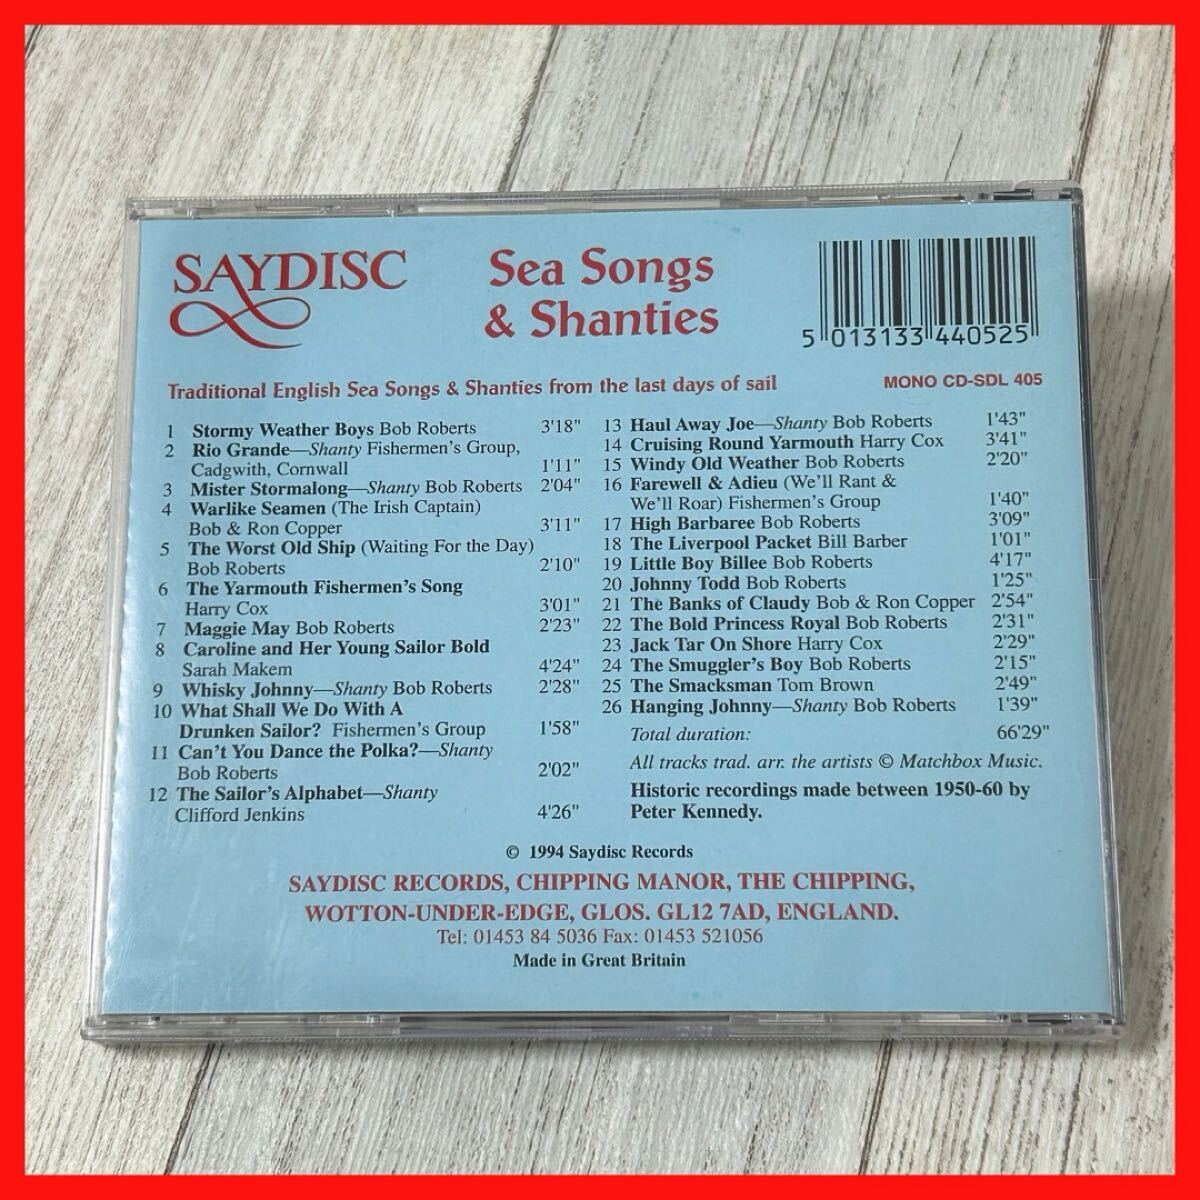 SAYDISC
Sea Songs
& Shanties
5 013133 440525
Traditional English Sea Songs & Shanties from the last days of sail
MONO CD-SDL 405
1 Stormy Weather Boys Bob Roberts 3'18"
2 Rio Grande—Shanty Fishermen's Group,
Cadgwith, Cornwall 1'11"
3 Mister Stormalong—Shanty Bob Roberts 2'04"
4 Warlike Seamen (The Irish Captain)
Bob & Ron Copper 3'11"
5 The Worst Old Ship (Waiting For the Day)
Bob Roberts 2'10"
6 The Yarmouth Fishermen's Song
Harry Cox 3'01"
7 Maggie May Bob Roberts 2'23"
8 Caroline and Her Young Sailor Bold
Sarah Makem 4'24"
9 Whisky Johnny—Shanty Bob Roberts 2'28"
10 What Shall We Do With A
Drunken Sailor? Fishermen's Group 1'58"
11 Can't You Dance the Polka?—Shanty
Bob Roberts 2'02"
12 The Sailor's Alphabet—Shanty
Clifford Jenkins 4'26"
13 Haul Away Joe—Shanty Bob Roberts 1'43"
14 Cruising Round Yarmouth Harry Cox 3'41"
15 Windy Old Weather Bob Roberts 2'20"
16 Farewell & Adieu (We'll Rant &
We'll Roar) Fishermen's Group 1'40"
17 High Barbaree Bob Roberts 3'09"
18 The Liverpool Packet Bill Barber 1'01"
19 Little Boy Billee Bob Roberts 4'17"
20 Johnny Todd Bob Roberts 1'25"
21 The Banks of Claudy Bob & Ron Copper 2'54"
22 The Bold Princess Royal Bob Roberts 2'31"
23 Jack Tar On Shore Harry Cox 2'29"
24 The Smuggler's Boy Bob Roberts 2'15"
25 The Smacksman Tom Brown 2'49"
26 Hanging Johnny—Shanty Bob Roberts 1'39"
Total duration: 66'29"
All tracks trad. arr. the artists © Matchbox Music.
Historic recordings made between 1950-60 by
Peter Kennedy.
© 1994 Saydisc Records
SAYDISC RECORDS, CHIPPING MANOR, THE CHIPPING,
WOTTON-UNDER-EDGE, GLOS. GL12 7AD, ENGLAND.
Tel: 01453 84 5036 Fax: 01453 521056
Made in Great Britain